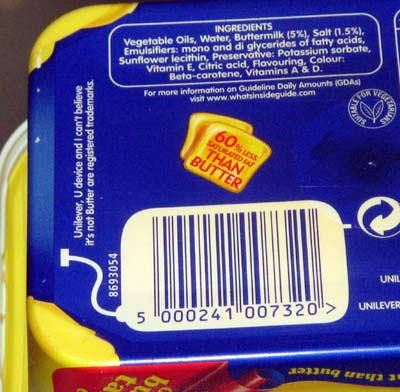 INGREDIENTS
Vegetable Oils, Water, Buttermilk (5%), Salt (1.5%),
Emulsifiers: mono and di glycerides of fatty acids,
Sunflower lecithin, Preservative: Potassium sorbate,
Vitamin E, Citric acid, Flavouring, Colour:
Beta-carotene, Vitamins A & D.
For more information on Guideline Daily Amounts (GDAs)
visit www.whatsinsideguide.com
SUITABLE FOR VEGETARIANS
60% LESS
SATURATED FAT
THAN
BUTTER
Unilever, U device and I can't believe
it's not Butter are registered trademarks.
8693054
5 000241 007320 >
UNIL
UNILEVER
t than butter